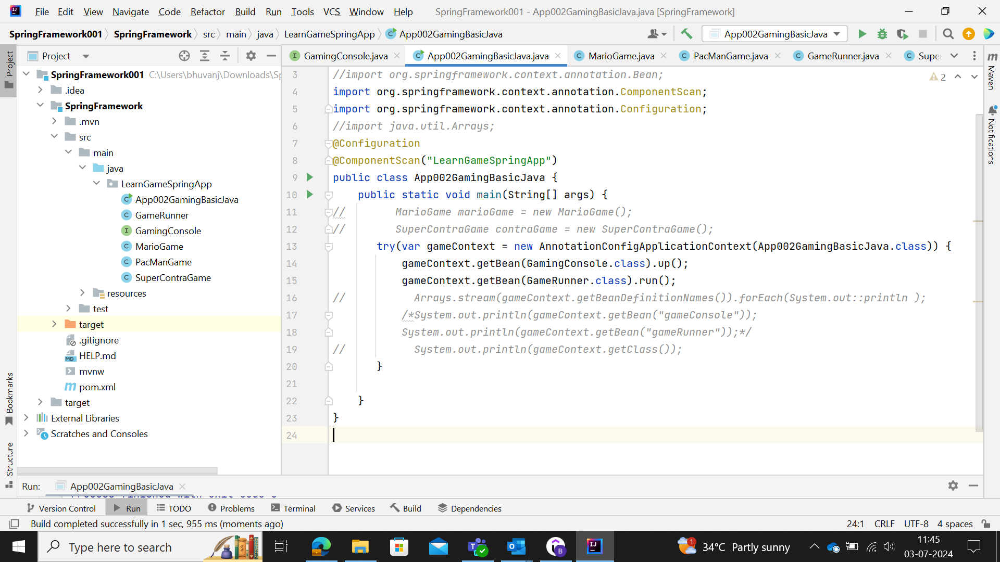 File Edit View Navigate Code Refactor Build Run Tools VCS Window Help SpringFramework001 - App002GamingBasicJava.java [SpringFramework]
SpringFramework001 SpringFramework src main java LearnGameSpringApp App002GamingBasicJava App002GamingBasicJava
Project
Project
GamingConsole.java App002GamingBasicJava.java MarioGame.java PacManGame.java GameRunner.java Supe
Maven
Notifications
Bookmarks
Structure
SpringFramework001 C:\Users\bhuvanj\Downloads\Sp
.idea
SpringFramework
.mvn
src
main
java
LearnGameSpringApp
App002GamingBasicJava
GameRunner
GamingConsole
MarioGame
PacManGame
SuperContraGame
resources
test
target
.gitignore
HELP.md
mvnw
pom.xml
target
External Libraries
Scratches and Consoles
2
3 //import org.springframework.context.annotation.Bean;
4 import org.springframework.context.annotation.ComponentScan;
5 import org.springframework.context.annotation.Configuration;
6 //import java.util.Arrays;
7 @Configuration
8 @ComponentScan("LearnGameSpringApp")
9 public class App002GamingBasicJava {
10 public static void main(String[] args) {
11 // MarioGame marioGame = new MarioGame();
12 // SuperContraGame contraGame = new SuperContraGame();
13 try(var gameContext = new AnnotationConfigApplicationContext(App002GamingBasicJava.class)) {
14 gameContext.getBean(GamingConsole.class).up();
15 gameContext.getBean(GameRunner.class).run();
16 // Arrays.stream(gameContext.getBeanDefinitionNames()).forEach(System.out::println );
17 /*System.out.println(gameContext.getBean("gameConsole"));
18 System.out.println(gameContext.getBean("gameRunner"));*/
19 // System.out.println(gameContext.getClass());
20 }
21
22 }
23 }
24
Run: App002GamingBasicJava
Process finished with exit code 0
Version Control Run TODO Problems Terminal Services Build Dependencies
Build completed successfully in 1 sec, 955 ms (moments ago) 24:1 CRLF UTF-8 4 spaces
Type here to search 1 34°C Partly sunny 11:45
03-07-2024